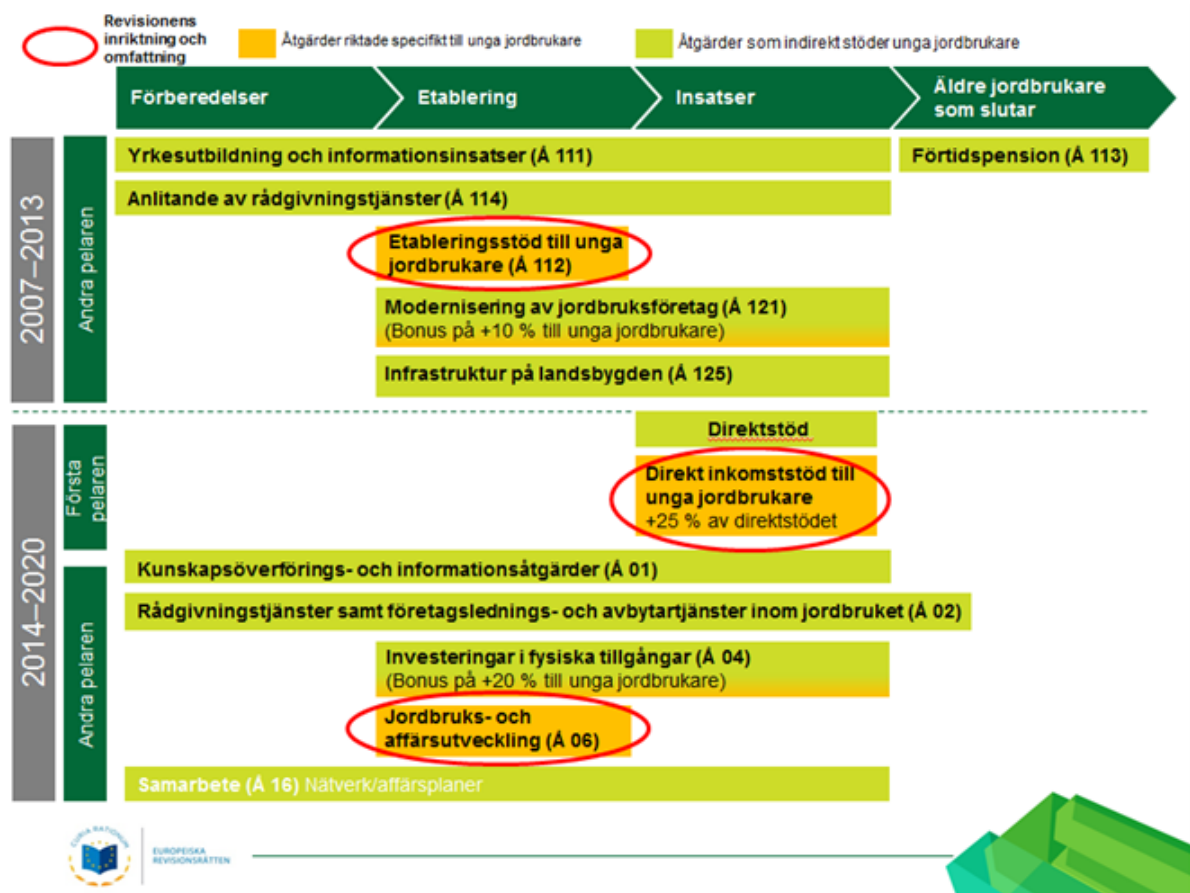 Revisionens
inriktning och
omfattning
Åtgärder riktade specifikt till unga jordbrukare
Åtgärder som indirekt stöder unga jordbrukare
Förberedelser
Etablering
Insatser
Äldre jordbrukare
som slutar
2007–2013
Andra pelaren
Yrkesutbildning och informationsinsatser (Å 111)
Förtidspension (Å 113)
Anlitande av rådgivningstjänster (Å 114)
Etableringsstöd till unga
jordbrukare (Å 112)
Modernisering av jordbruksföretag (Å 121)
(Bonus på +10 % till unga jordbrukare)
Infrastruktur på landsbygden (Å 125)
2014–2020
Första
pelaren
Direktstöd
Direkt inkomststöd till
unga jordbrukare
+25 % av direktstödet
Andra pelaren
Kunskapsöverförings- och informationsåtgärder (Å 01)
Rådgivningstjänster samt företagslednings- och avbytartjänster inom jordbruket (Å 02)
Investeringar i fysiska tillgångar (Å 04)
(Bonus på +20 % till unga jordbrukare)
Jordbruks- och
affärsutveckling (Å 06)
Samarbete (Å 16) Nätverk/affärsplaner
CURIA RATIONUM
EUROPEISKA
REVISIONSRÄTTEN